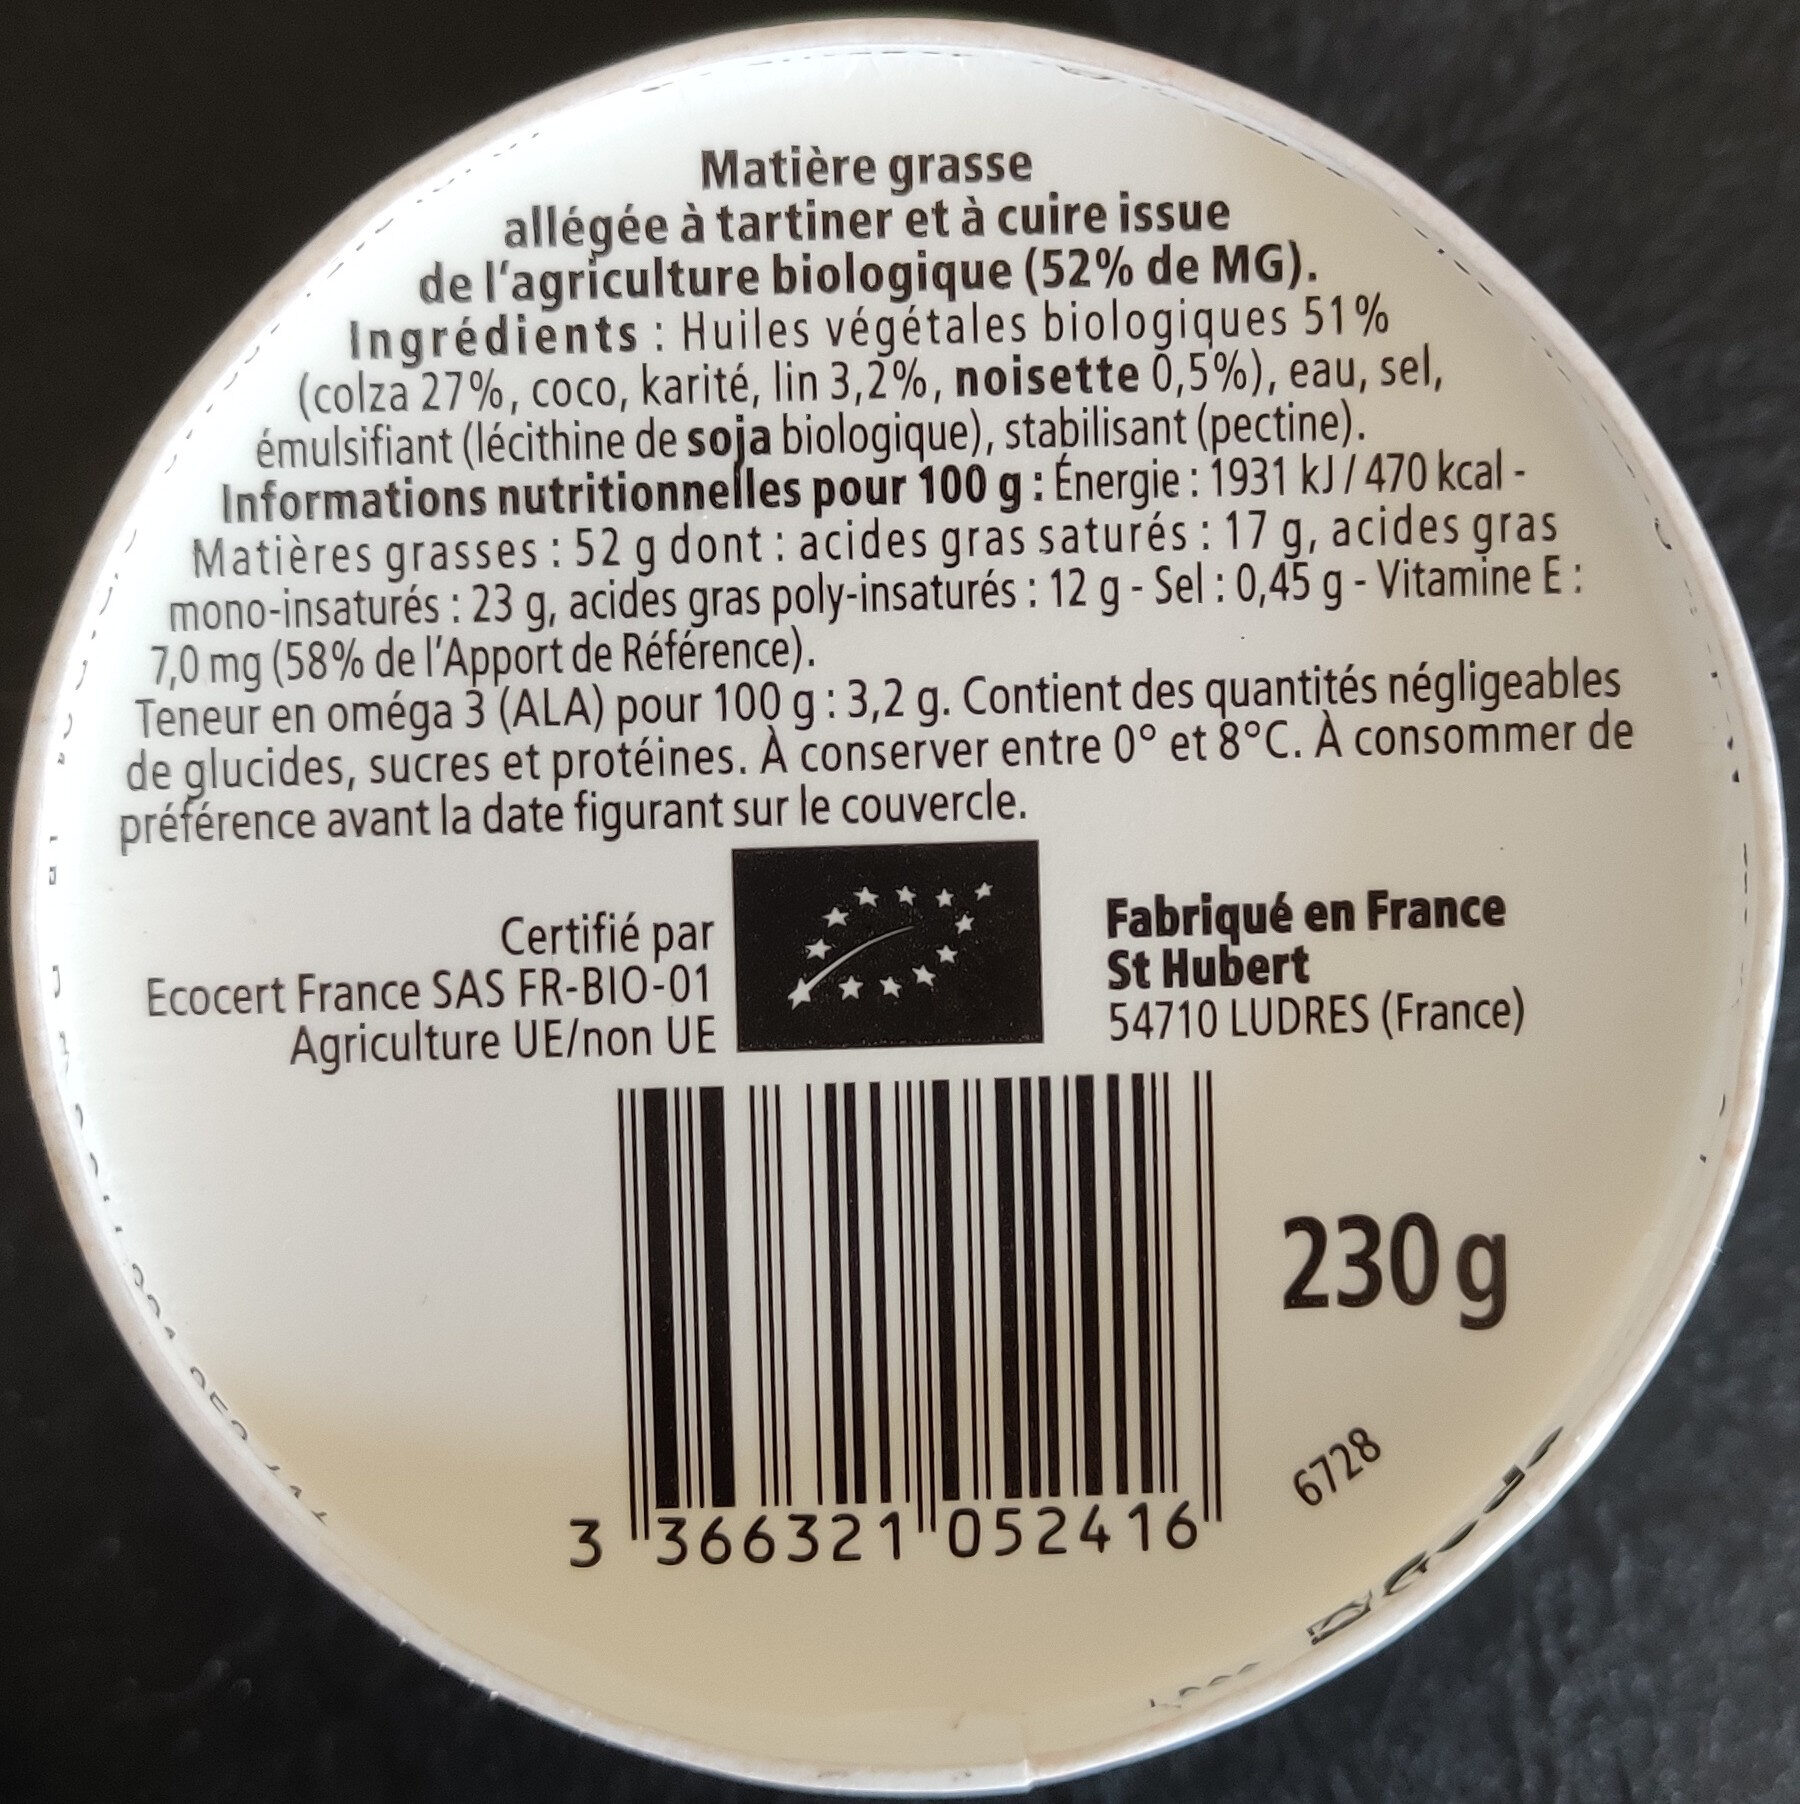 Matière grasse
allégée à tartiner et à cuire issue
de l'agriculture biologique (52% de MG).
Ingrédients : Huiles végétales biologiques 51%
(colza 27%, coco, karité, lin 3,2%, noisette 0,5%), eau, sel,
émulsifiant (lécithine de soja biologique), stabilisant (pectine).
Informations nutritionnelles pour 100 g : Énergie : 1931 kJ / 470 kcal -
Matières grasses : 52 g dont : acides gras saturés : 17 g, acides gras
mono-insaturés : 23 g, acides gras poly-insaturés : 12 g - Sel : 0,45 g - Vitamine E :
7,0 mg (58% de l'Apport de Référence).
Teneur en oméga 3 (ALA) pour 100 g : 3,2 g. Contient des quantités négligeables
de glucides, sucres et protéines. À conserver entre 0° et 8°C. À consommer de
préférence avant la date figurant sur le couvercle.
Certifié par
Ecocert France SAS FR-BIO-01
Agriculture UE/non UE
Fabriqué en France
St Hubert
54710 LUDRES (France)
230 g
6728
3 366321 052416